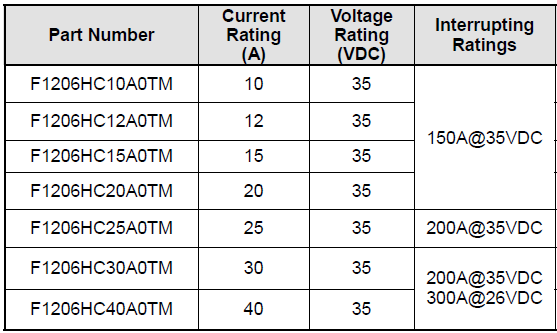 Part Number Current Rating (A) Voltage Rating (VDC) Interrupting Ratings
F1206HC10A0TM 10 35 150A@35VDC
F1206HC12A0TM 12 35
F1206HC15A0TM 15 35
F1206HC20A0TM 20 35
F1206HC25A0TM 25 35 200A@35VDC
F1206HC30A0TM 30 35 200A@35VDC
F1206HC40A0TM 40 35 300A@26VDC